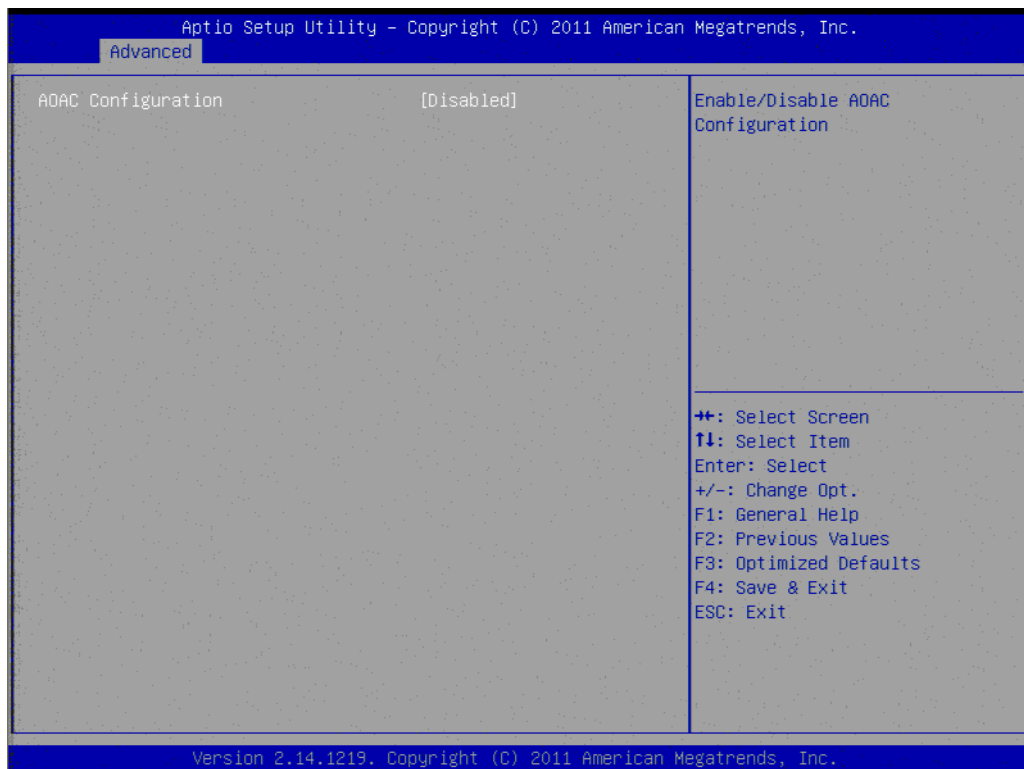 Aptio Setup Utility – Copyright (C) 2011 American Megatrends, Inc.
Advanced
AOAC Configuration [Disabled]
Enable/Disable AOAC
Configuration
→←: Select Screen
↑↓: Select Item
Enter: Select
+/-: Change Opt.
F1: General Help
F2: Previous Values
F3: Optimized Defaults
F4: Save & Exit
ESC: Exit
Version 2.14.1219. Copyright (C) 2011 American Megatrends, Inc.